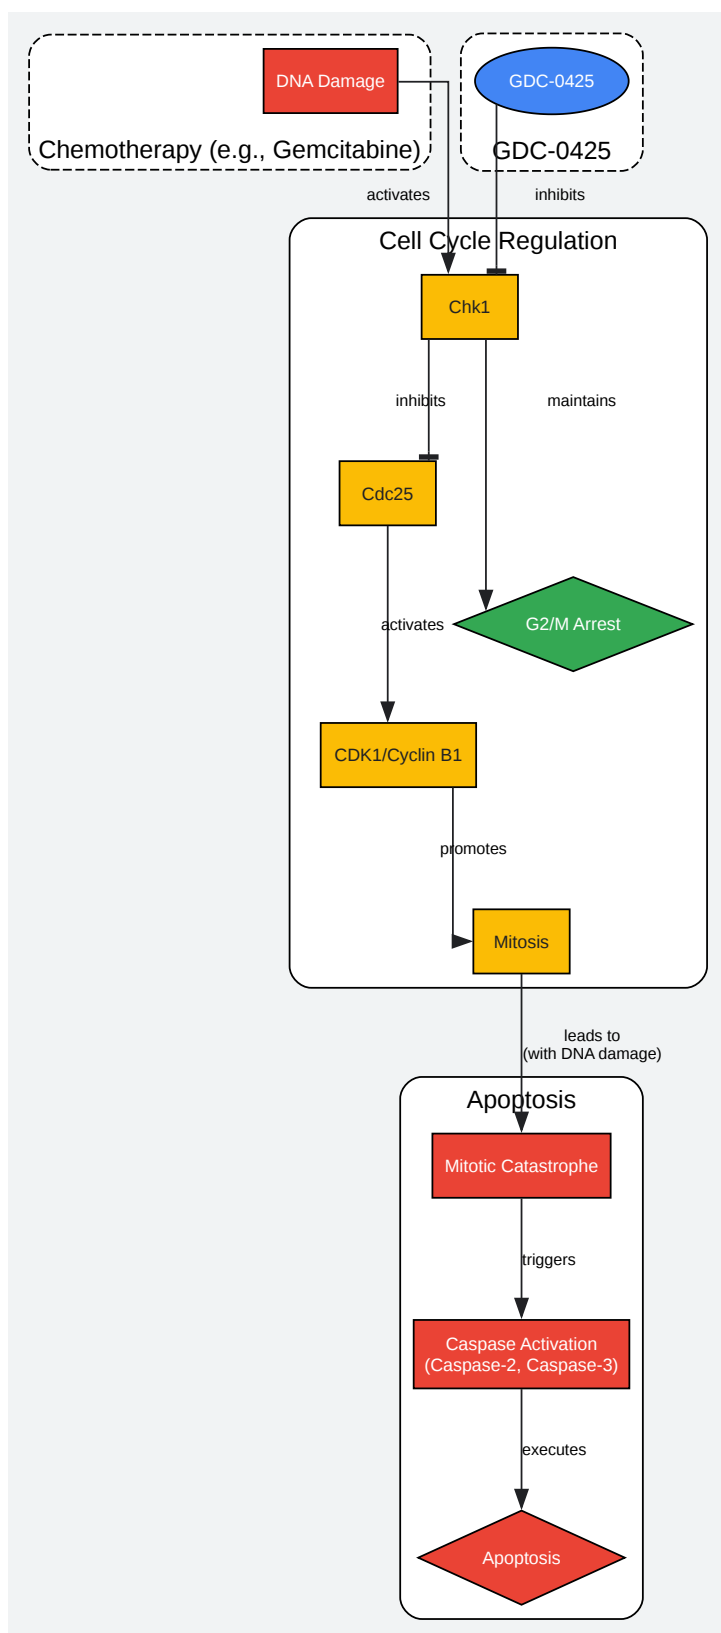 DNA Damage
GDC-0425
Chemotherapy (e.g., Gemcitabine)
GDC-0425
activates
inhibits
Cell Cycle Regulation
Chk1
inhibits
maintains
Cdc25
activates
G2/M Arrest
CDK1/Cyclin B1
promotes
Mitosis
leads to
(with DNA damage)
Apoptosis
Mitotic Catastrophe
triggers
Caspase Activation
(Caspase-2, Caspase-3)
executes
Apoptosis